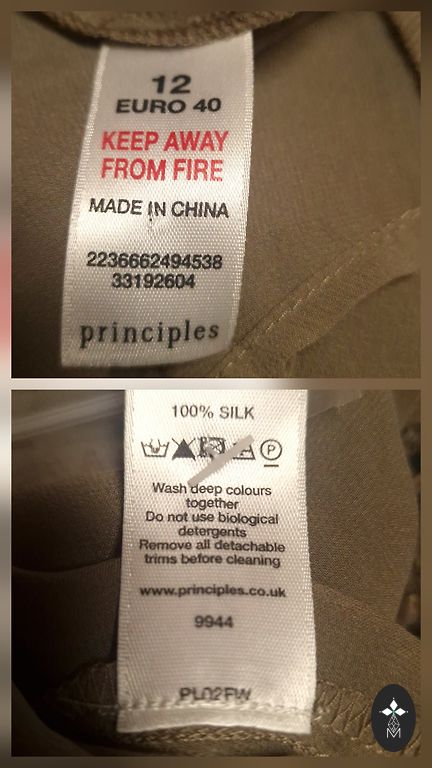 12
EURO 40
KEEP AWAY
FROM FIRE
MADE IN CHINA
2236662494538
33192604
principles
100% SILK
P
Wash deep colours
together
Do not use biological
detergents
Remove all detachable
trims before cleaning
www.principles.co.uk
9944
PL02FW
M